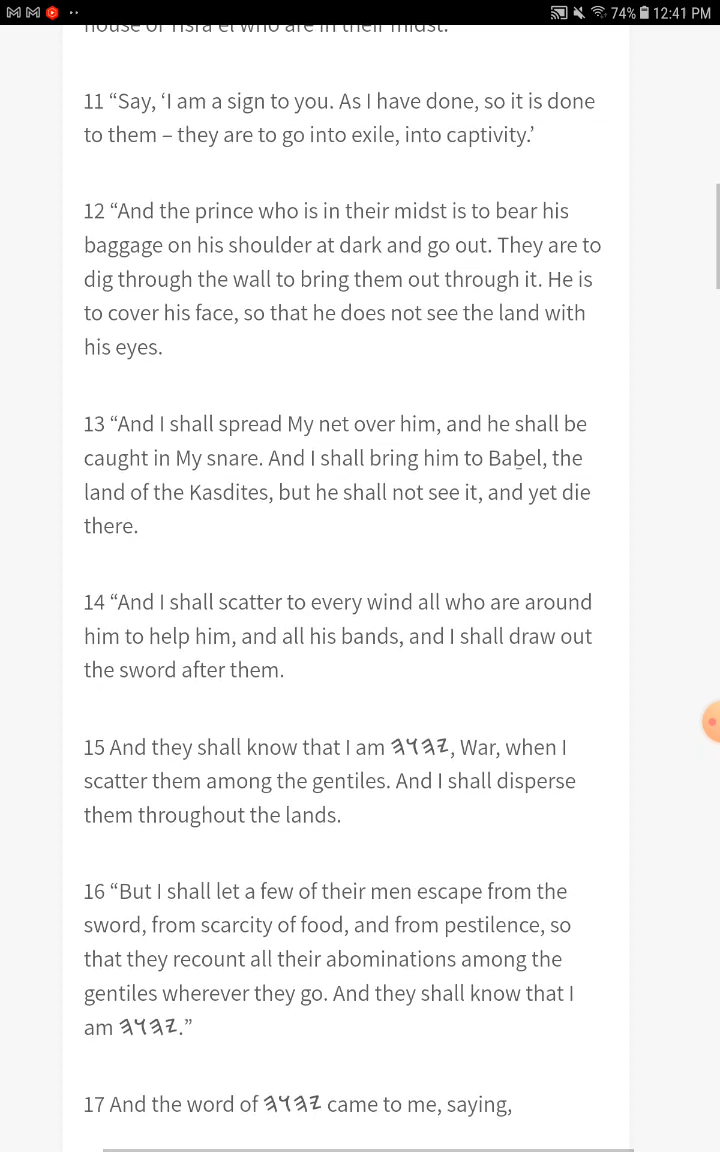 74% 12:41 PM
house of who are in their midst.
11 “Say, ‘I am a sign to you. As I have done, so it is done
to them – they are to go into exile, into captivity.’
12 “And the prince who is in their midst is to bear his
baggage on his shoulder at dark and go out. They are to
dig through the wall to bring them out through it. He is
to cover his face, so that he does not see the land with
his eyes.
13 “And I shall spread My net over him, and he shall be
caught in My snare. And I shall bring him to Baḇel, the
land of the Kasdites, but he shall not see it, and yet die
there.
14 “And I shall scatter to every wind all who are around
him to help him, and all his bands, and I shall draw out
the sword after them.
15 And they shall know that I am 𐤉𐤄𐤅𐤄, War, when I
scatter them among the gentiles. And I shall disperse
them throughout the lands.
16 “But I shall let a few of their men escape from the
sword, from scarcity of food, and from pestilence, so
that they recount all their abominations among the
gentiles wherever they go. And they shall know that I
am 𐤉𐤄𐤅𐤄.”
17 And the word of 𐤉𐤄𐤅𐤄 came to me, saying,